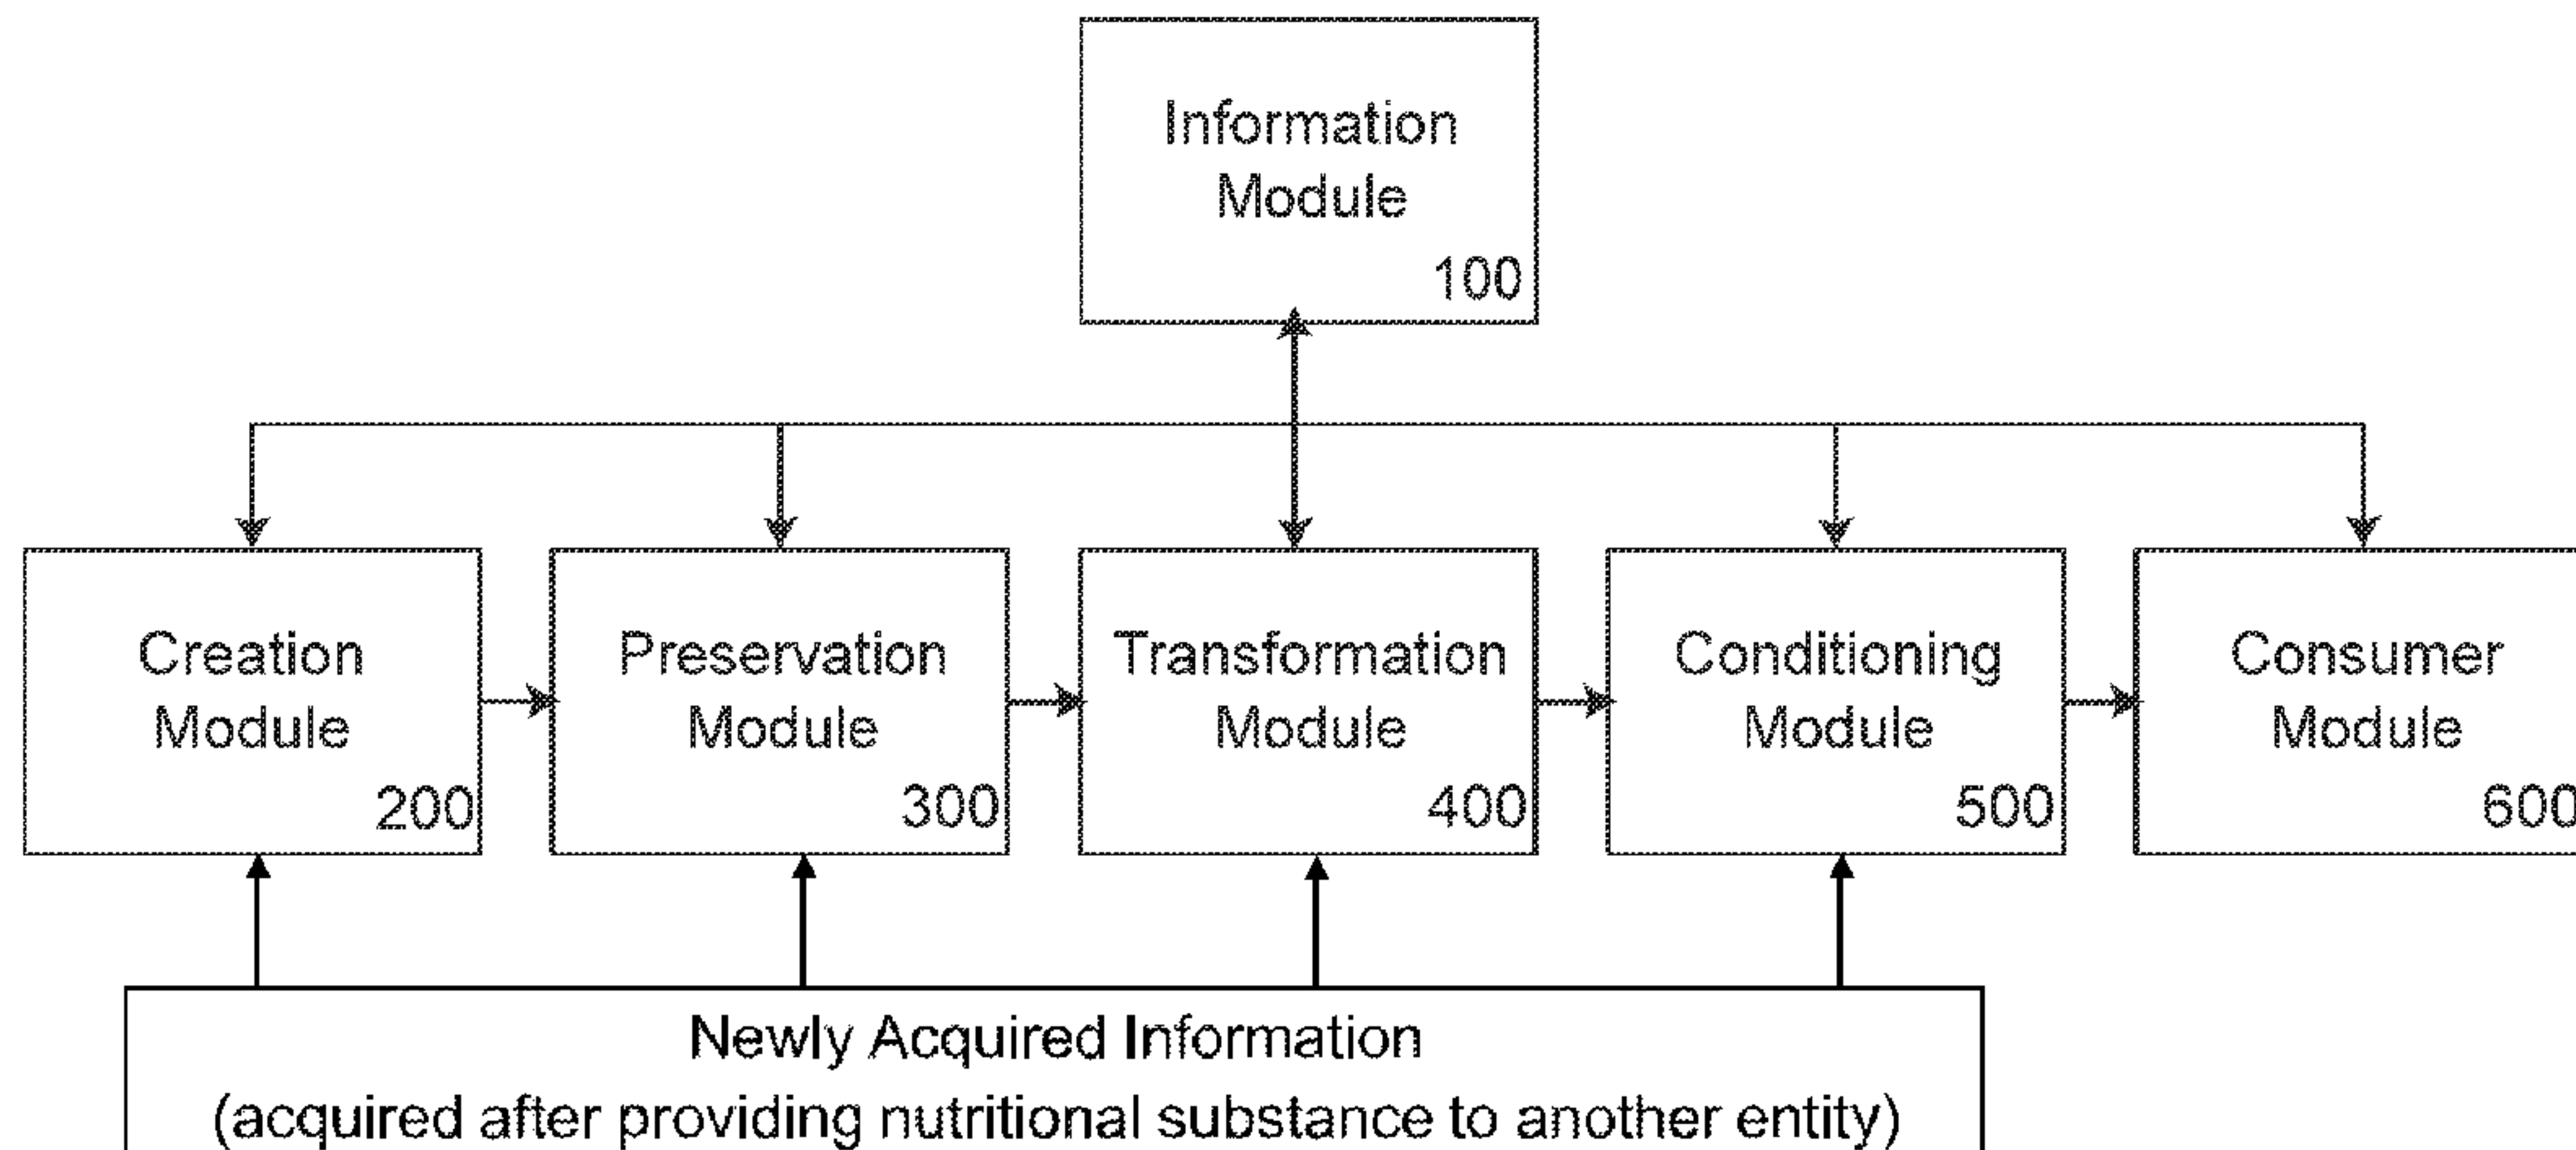 Information
Module
100
Creation
Module
200
Preservation
Module
300
Transformation
Module
400
Conditioning
Module
500
Consumer
Module
600
Newly Acquired Information
(acquired after providing nutritional substance to another entity)